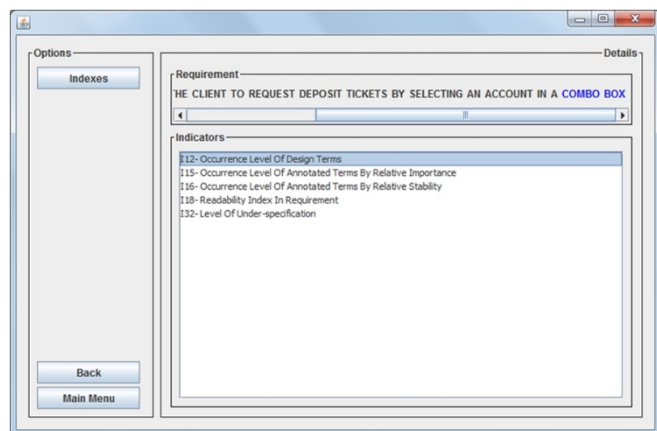 Options
Details
Indexes
Requirement
HE CLIENT TO REQUEST DEPOSIT TICKETS BY SELECTING AN ACCOUNT IN A COMBO BOX
Indicators
I12- Occurrence Level Of Design Terms
I15- Occurrence Level Of Annotated Terms By Relative Importance
I16- Occurrence Level Of Annotated Terms By Relative Stability
I18- Readability Index In Requirement
I32- Level Of Under-specification
Back
Main Menu